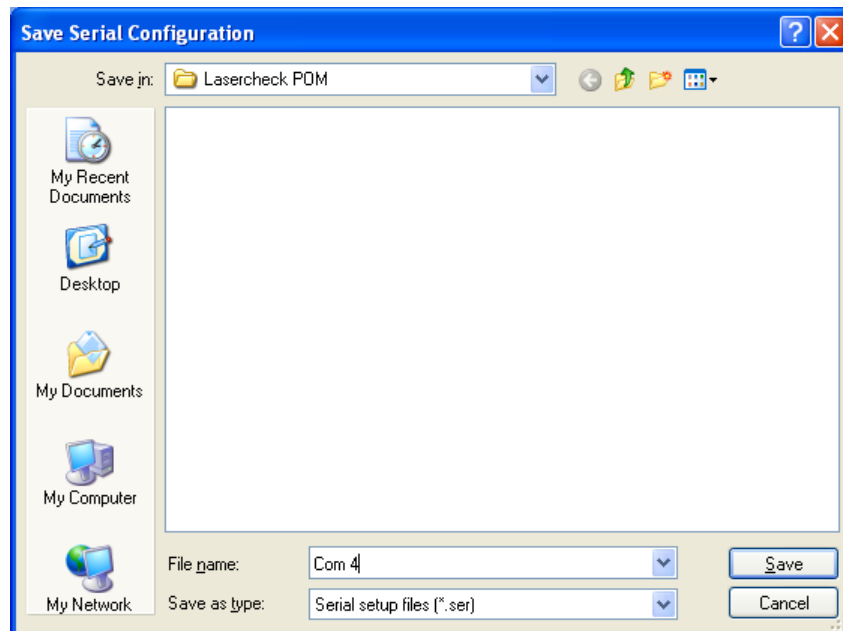 Save Serial Configuration
Save in:
Lasercheck POM
My Recent
Documents
Desktop
My Documents
My Computer
My Network
File name:
Com 4
Save
Save as type:
Serial setup files (*.ser)
Cancel